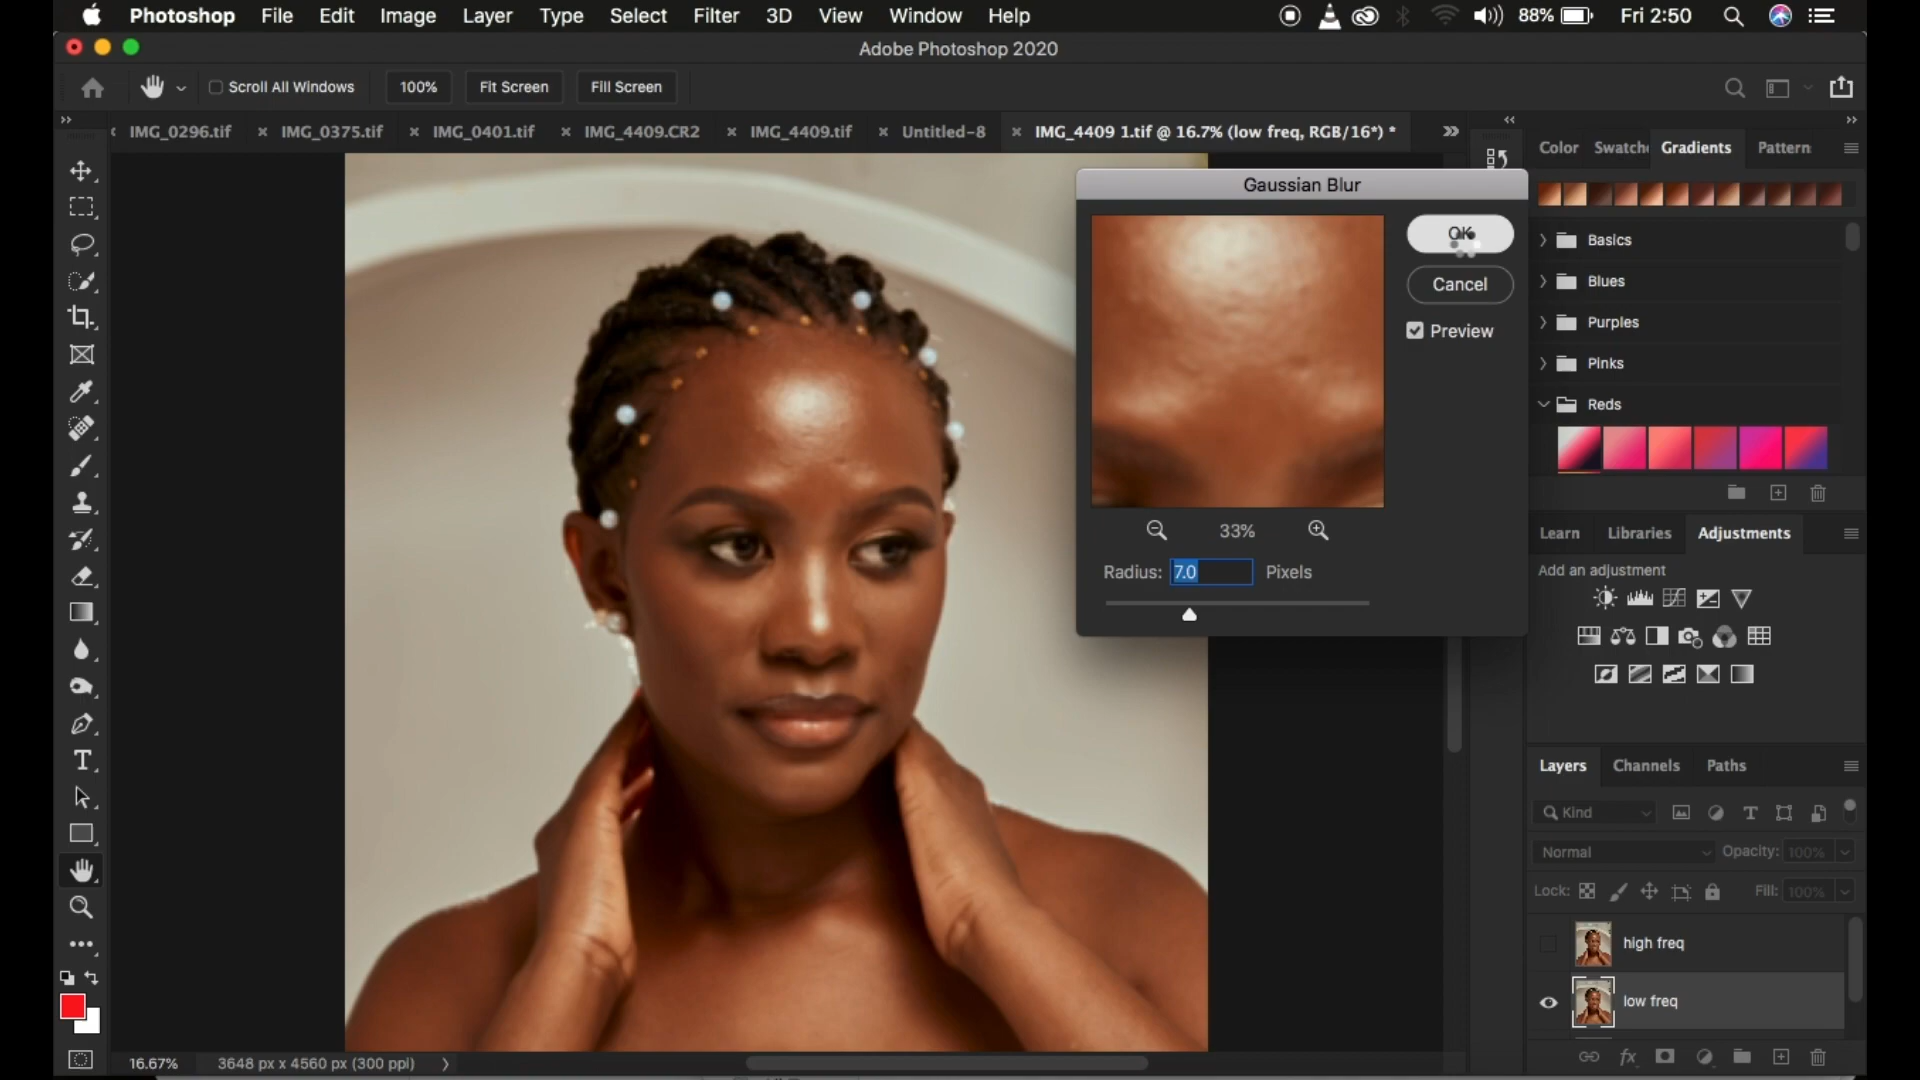 Photoshop File Edit Image Layer Type Select Filter 3D View Window Help 88% Fri 2:50
Adobe Photoshop 2020
Scroll All Windows 100% Fit Screen Fill Screen
IMG_0296.tif IMG_0375.tif IMG_0401.tif IMG_4409.CR2 IMG_4409.tif Untitled-8 IMG_4409 1.tif @ 16.7% (low freq, RGB/16*) *
Color Swatche Gradients Pattern
Gaussian Blur
OK
Cancel
Preview
33%
Radius: 7.0 Pixels
Basics
Blues
Purples
Pinks
Reds
Learn Libraries Adjustments
Add an adjustment
Layers Channels Paths
Kind
Normal Opacity: 100%
Lock: Fill: 100%
high freq
low freq
16.67% 3648 px x 4560 px (300 ppi)